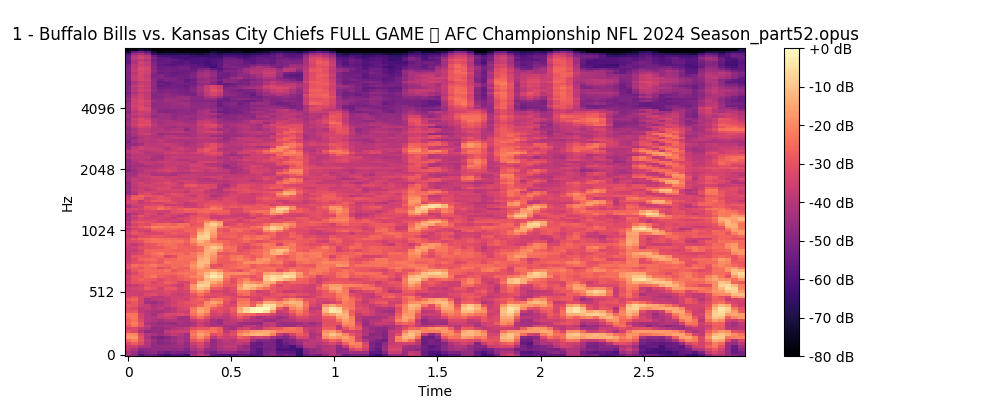 1 - Buffalo Bills vs. Kansas City Chiefs FULL GAME ▯ AFC Championship NFL 2024 Season_part52.opus
+0 dB
-10 dB
-20 dB
-30 dB
-40 dB
-50 dB
-60 dB
-70 dB
-80 dB
4096
2048
1024
512
0
Hz
0
0.5
1
1.5
2
2.5
Time